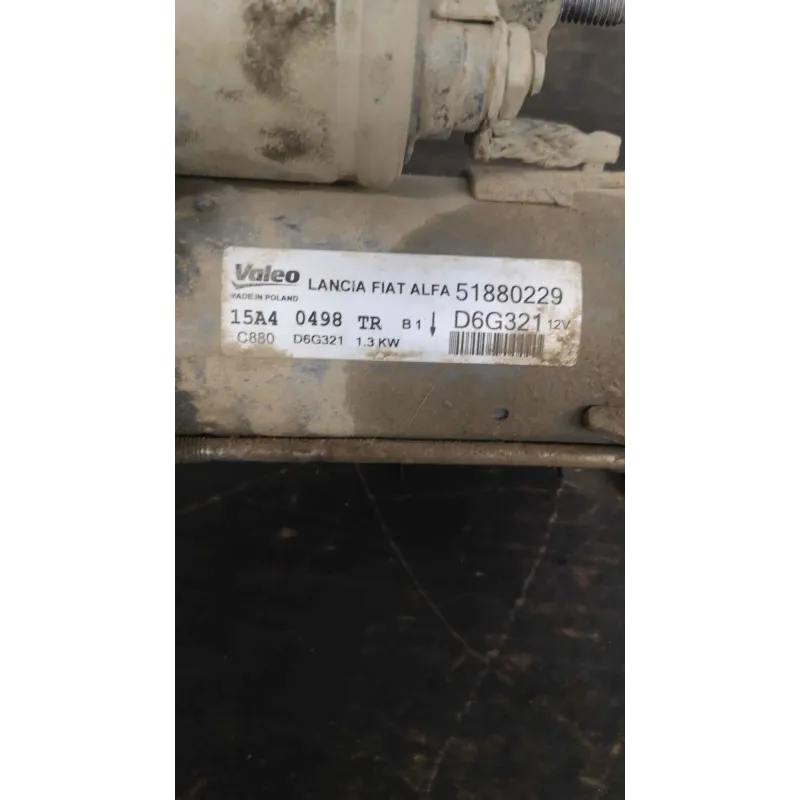 Valeo LANCIA FIAT ALFA 51880229
MADE IN POLAND
15A4 0498 TR B1↓ D6G321 12V
C880 D6G321 1.3 KW